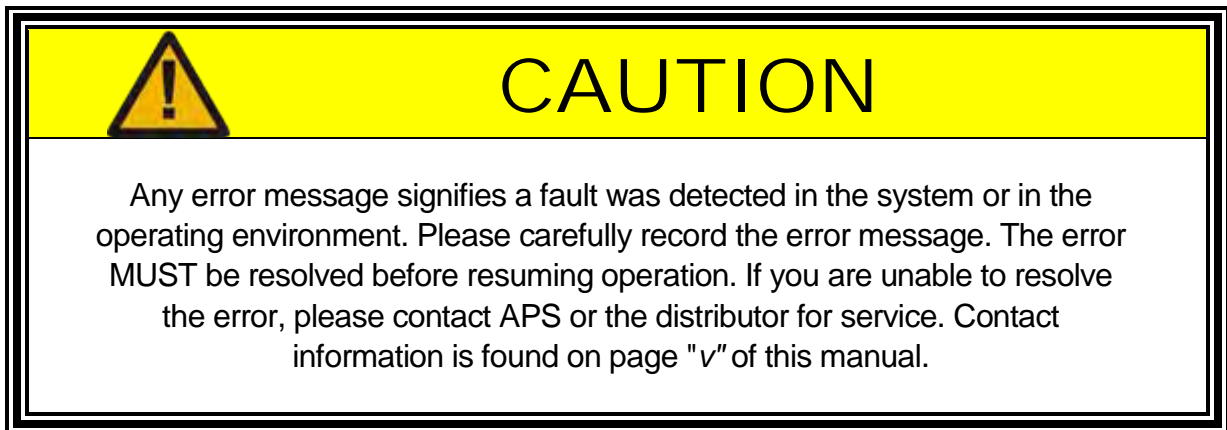 CAUTION
Any error message signifies a fault was detected in the system or in the
operating environment. Please carefully record the error message. The error
MUST be resolved before resuming operation. If you are unable to resolve
the error, please contact APS or the distributor for service. Contact
information is found on page "v" of this manual.